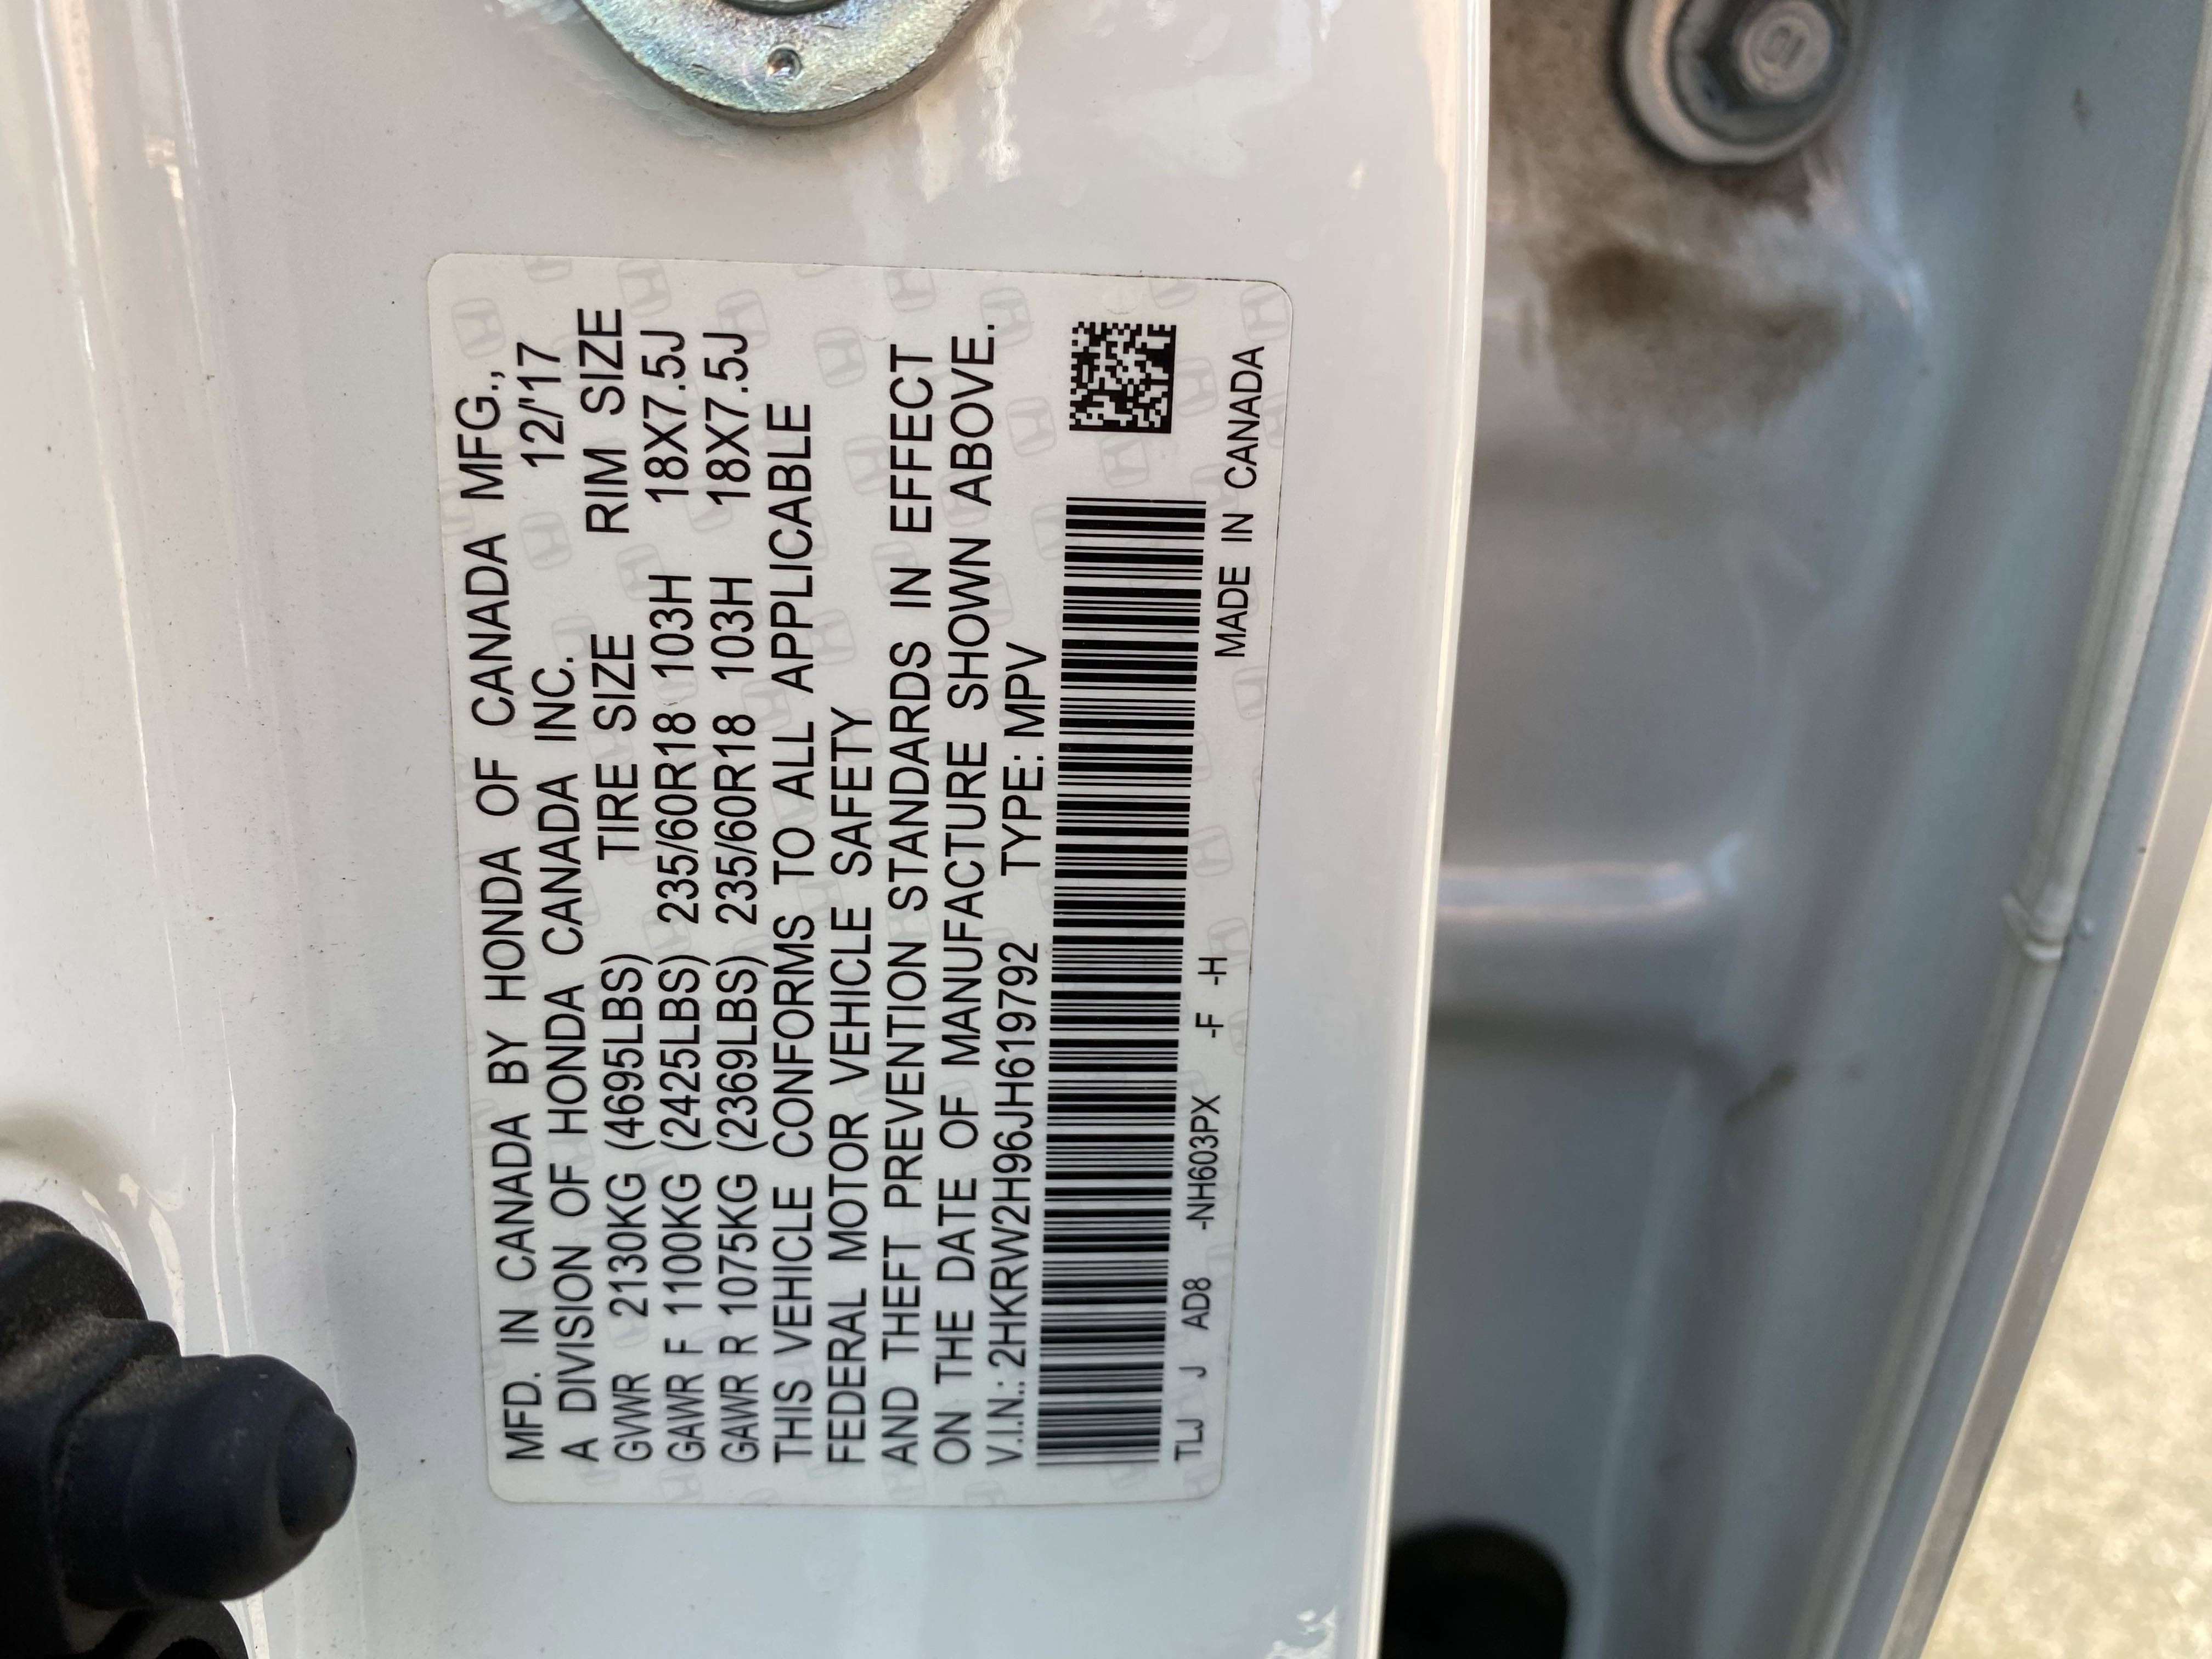 MFD. IN CANADA BY HONDA OF CANADA MFG.,
A DIVISION OF HONDA CANADA INC. 12/'17
TIRE SIZE RIM SIZE
GVWR 2130KG (4695LBS)
GAWR F 1100KG (2425LBS) 235/60R18 103H 18X7.5J
GAWR R 1075KG (2369LBS) 235/60R18 103H 18X7.5J
THIS VEHICLE CONFORMS TO ALL APPLICABLE
FEDERAL MOTOR VEHICLE SAFETY
AND THEFT PREVENTION STANDARDS IN EFFECT
ON THE DATE OF MANUFACTURE SHOWN ABOVE.
V.I.N.: 2HKRW2H96JH619792 TYPE: MPV
TLJ J AD8 -NH603PX -F -H MADE IN CANADA